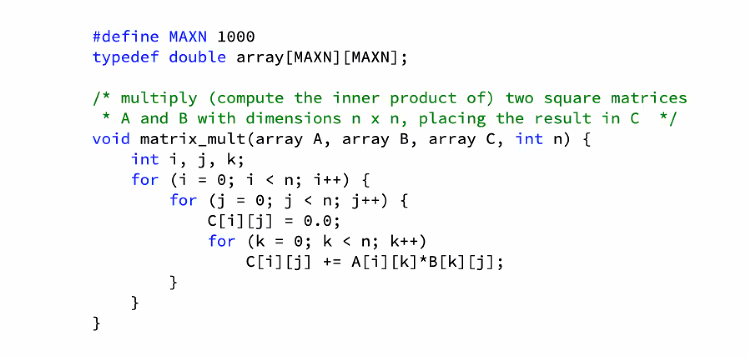 #define MAXN 1000
typedef double array[MAXN][MAXN];

/* multiply (compute the inner product of) two square matrices
 * A and B with dimensions n x n, placing the result in C  */
void matrix_mult(array A, array B, array C, int n) {
    int i, j, k;
    for (i = 0; i < n; i++) {
        for (j = 0; j < n; j++) {
            C[i][j] = 0.0;
            for (k = 0; k < n; k++)
                C[i][j] += A[i][k]*B[k][j];
        }
    }
}